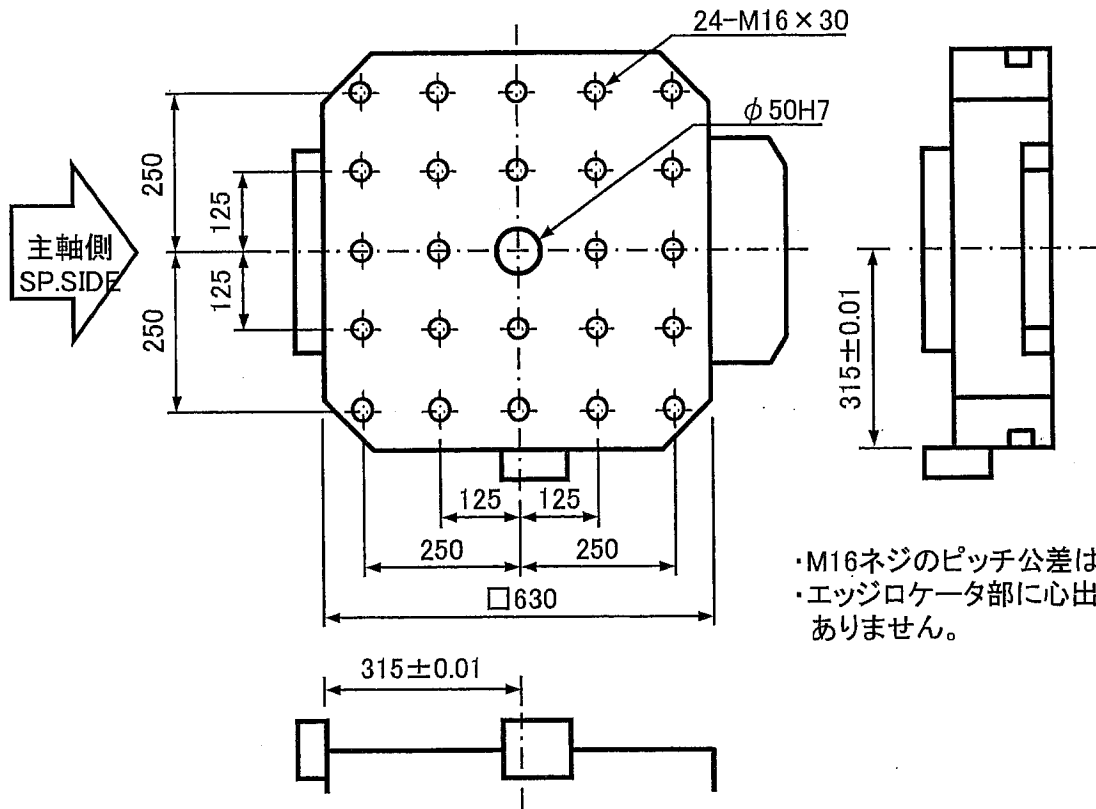 24-M16×30
φ50H7
250
125
主軸側
SP.SIDE
125
250
315±0.01
125
125
250
250
□630
・M16ネジのピッチ公差は
・エッジロケータ部に心出
ありません。
315±0.01